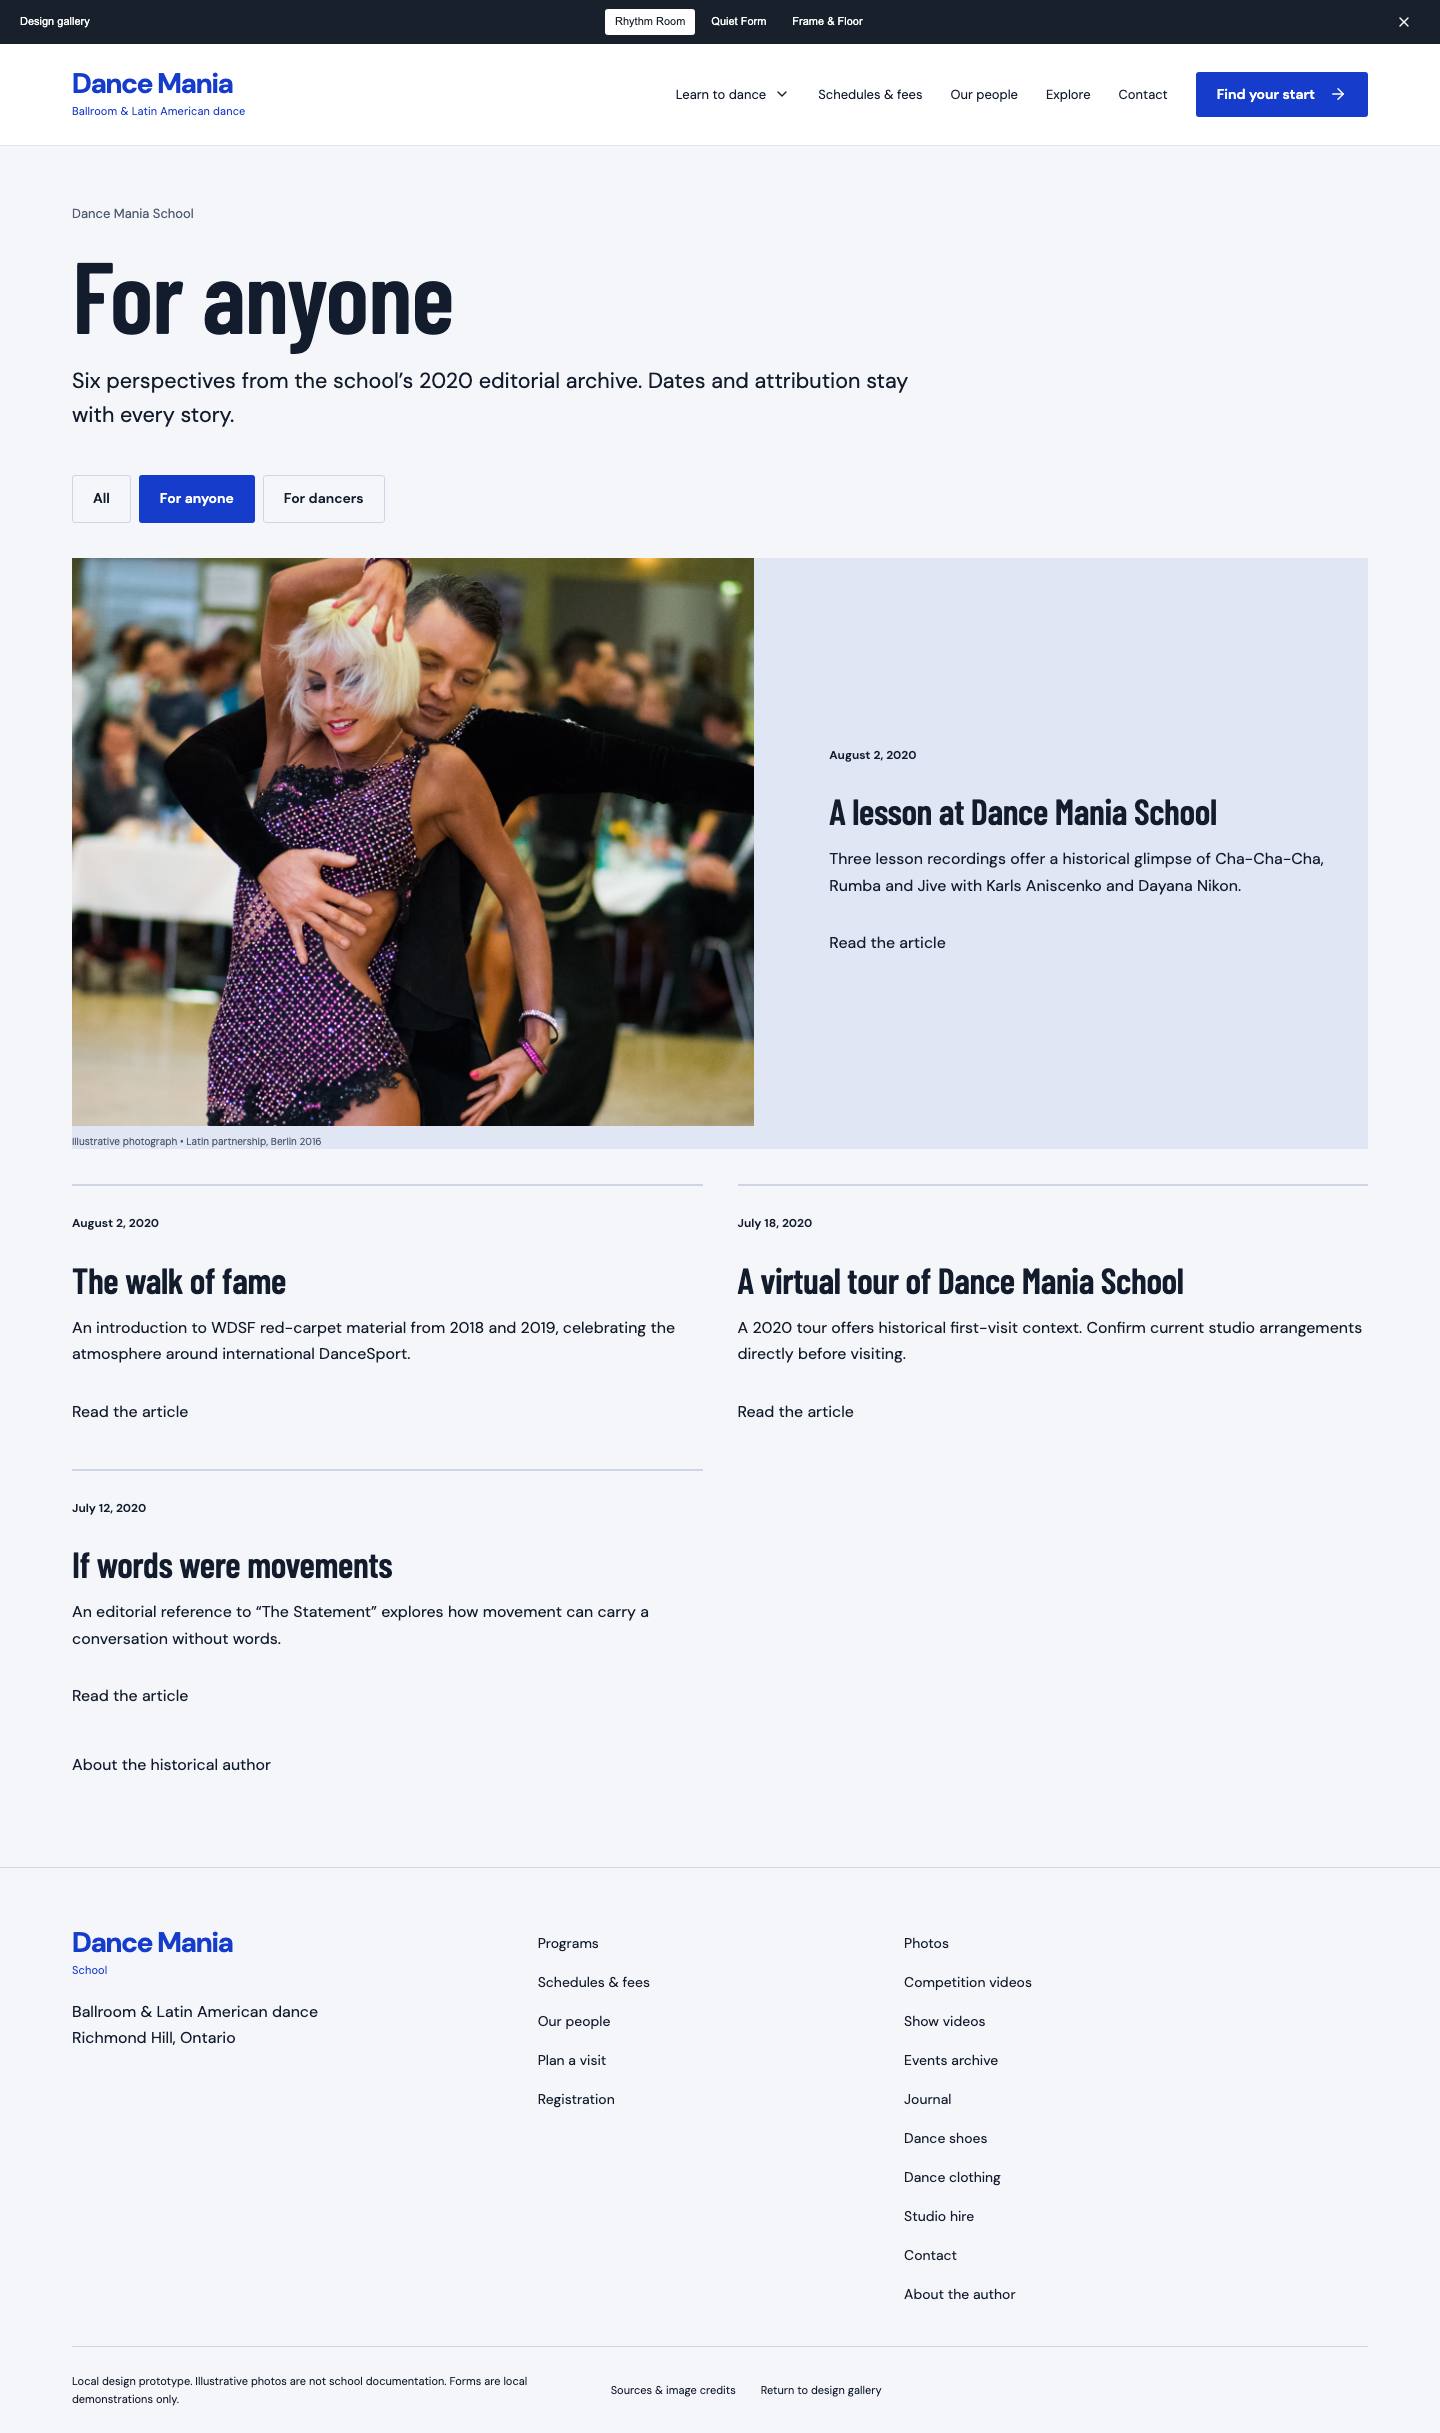 Design gallery
Rhythm Room
Quiet Form
Frame & Floor
Dance Mania
Ballroom & Latin American dance
Learn to dance
Schedules & fees
Our people
Explore
Contact
Find your start
Dance Mania School
For anyone
Six perspectives from the school’s 2020 editorial archive. Dates and attribution stay
with every story.
All
For anyone
For dancers
August 2, 2020
A lesson at Dance Mania School
Three lesson recordings offer a historical glimpse of Cha-Cha-Cha,
Rumba and Jive with Karls Aniscenko and Dayana Nikon.
Read the article
Illustrative photograph • Latin partnership, Berlin 2016
August 2, 2020
The walk of fame
An introduction to WDSF red-carpet material from 2018 and 2019, celebrating the
atmosphere around international DanceSport.
Read the article
July 18, 2020
A virtual tour of Dance Mania School
A 2020 tour offers historical first-visit context. Confirm current studio arrangements
directly before visiting.
Read the article
July 12, 2020
If words were movements
An editorial reference to “The Statement” explores how movement can carry a
conversation without words.
Read the article
About the historical author
Dance Mania
School
Ballroom & Latin American dance
Richmond Hill, Ontario
Programs
Schedules & fees
Our people
Plan a visit
Registration
Photos
Competition videos
Show videos
Events archive
Journal
Dance shoes
Dance clothing
Studio hire
Contact
About the author
Local design prototype. Illustrative photos are not school documentation. Forms are local
demonstrations only.
Sources & image credits
Return to design gallery